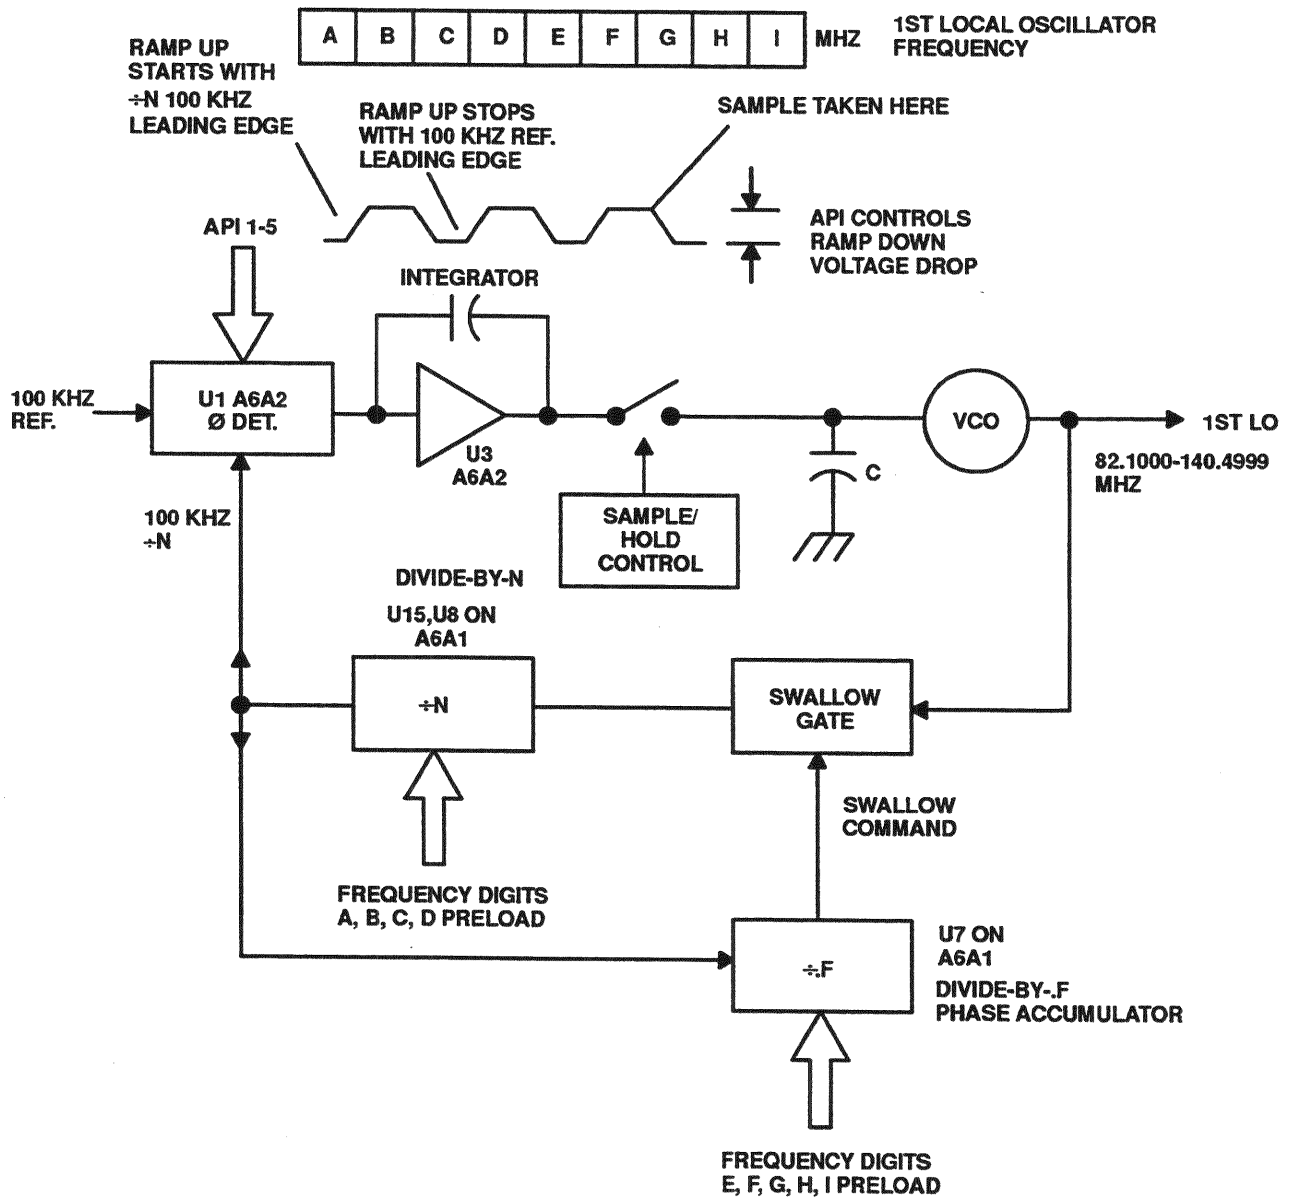 A B C D E F G H I MHZ
1ST LOCAL OSCILLATOR
FREQUENCY
RAMP UP
STARTS WITH
÷N 100 KHZ
LEADING EDGE
RAMP UP STOPS
WITH 100 KHZ REF.
LEADING EDGE
SAMPLE TAKEN HERE
API CONTROLS
RAMP DOWN
VOLTAGE DROP
API 1-5
INTEGRATOR
100 KHZ
REF.
U1 A6A2
Ø DET.
U3
A6A2
VCO
1ST LO
82.1000-140.4999
MHZ
C
SAMPLE/
HOLD
CONTROL
100 KHZ
÷N
DIVIDE-BY-N
U15,U8 ON
A6A1
÷N
SWALLOW
GATE
SWALLOW
COMMAND
FREQUENCY DIGITS
A, B, C, D PRELOAD
÷.F
U7 ON
A6A1
DIVIDE-BY-.F
PHASE ACCUMULATOR
FREQUENCY DIGITS
E, F, G, H, I PRELOAD